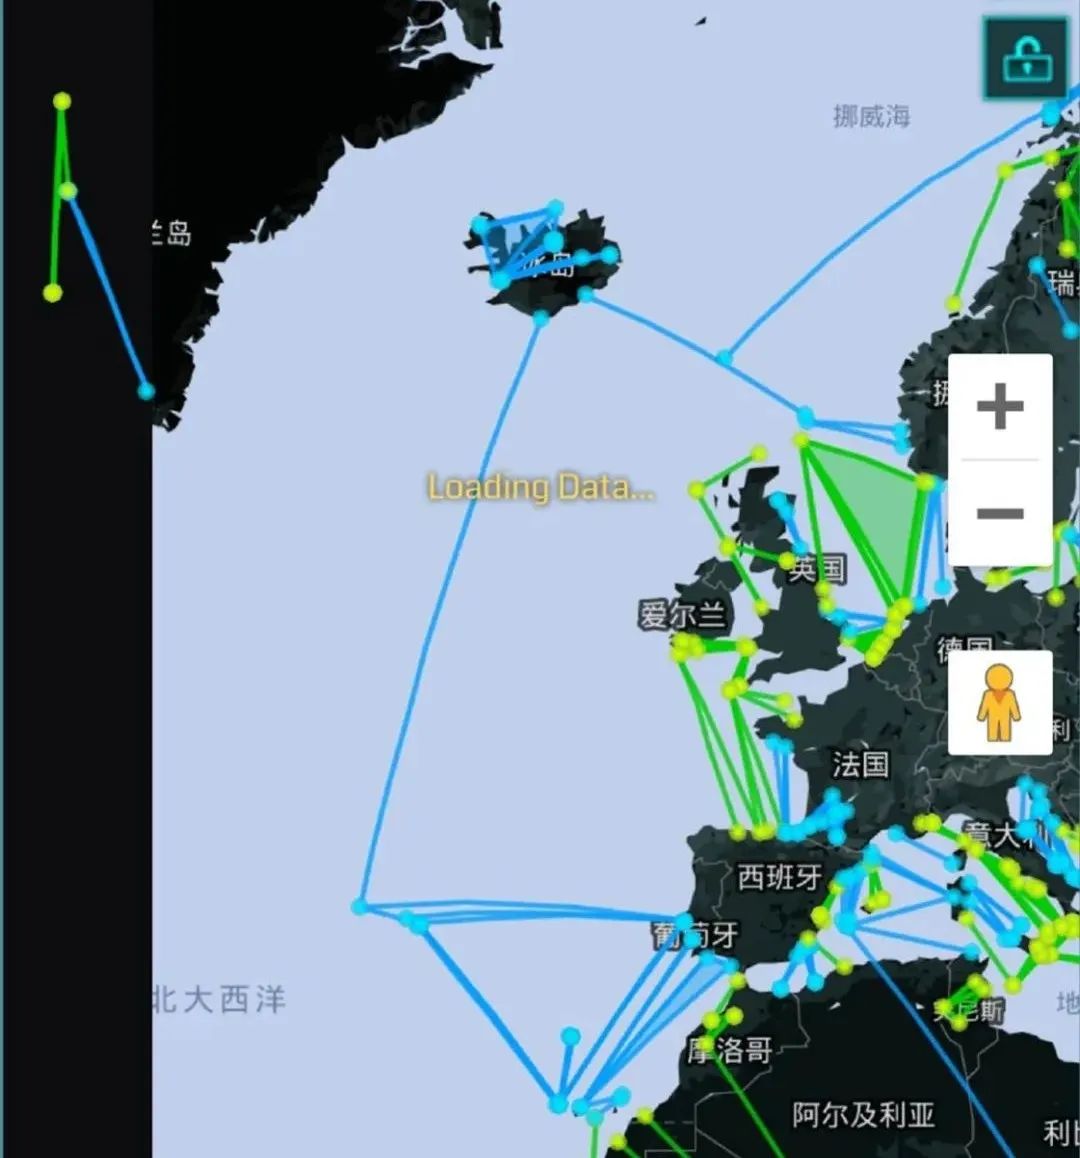 挪威海
兰岛
冰岛
瑞
挪
Loading Data...
英国
爱尔兰
德国
利
法国
意大利
西班牙
葡萄牙
北大西洋
突尼斯
地
摩洛哥
阿尔及利亚
利比